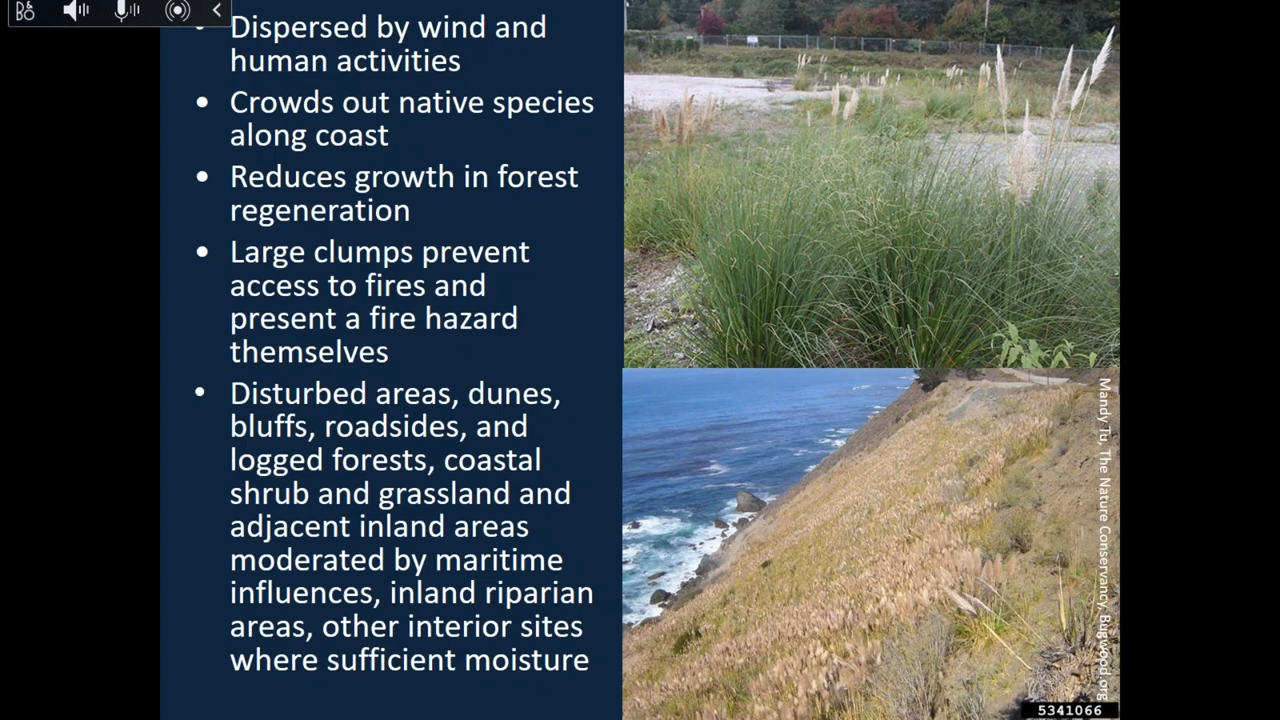 B&O
• Dispersed by wind and
human activities
• Crowds out native species
along coast
• Reduces growth in forest
regeneration
• Large clumps prevent
access to fires and
present a fire hazard
themselves
• Disturbed areas, dunes,
bluffs, roadsides, and
logged forests, coastal
shrub and grassland and
adjacent inland areas
moderated by maritime
influences, inland riparian
areas, other interior sites
where sufficient moisture
Mandy Tu, The Nature Conservancy, Bugwood.org
5341066